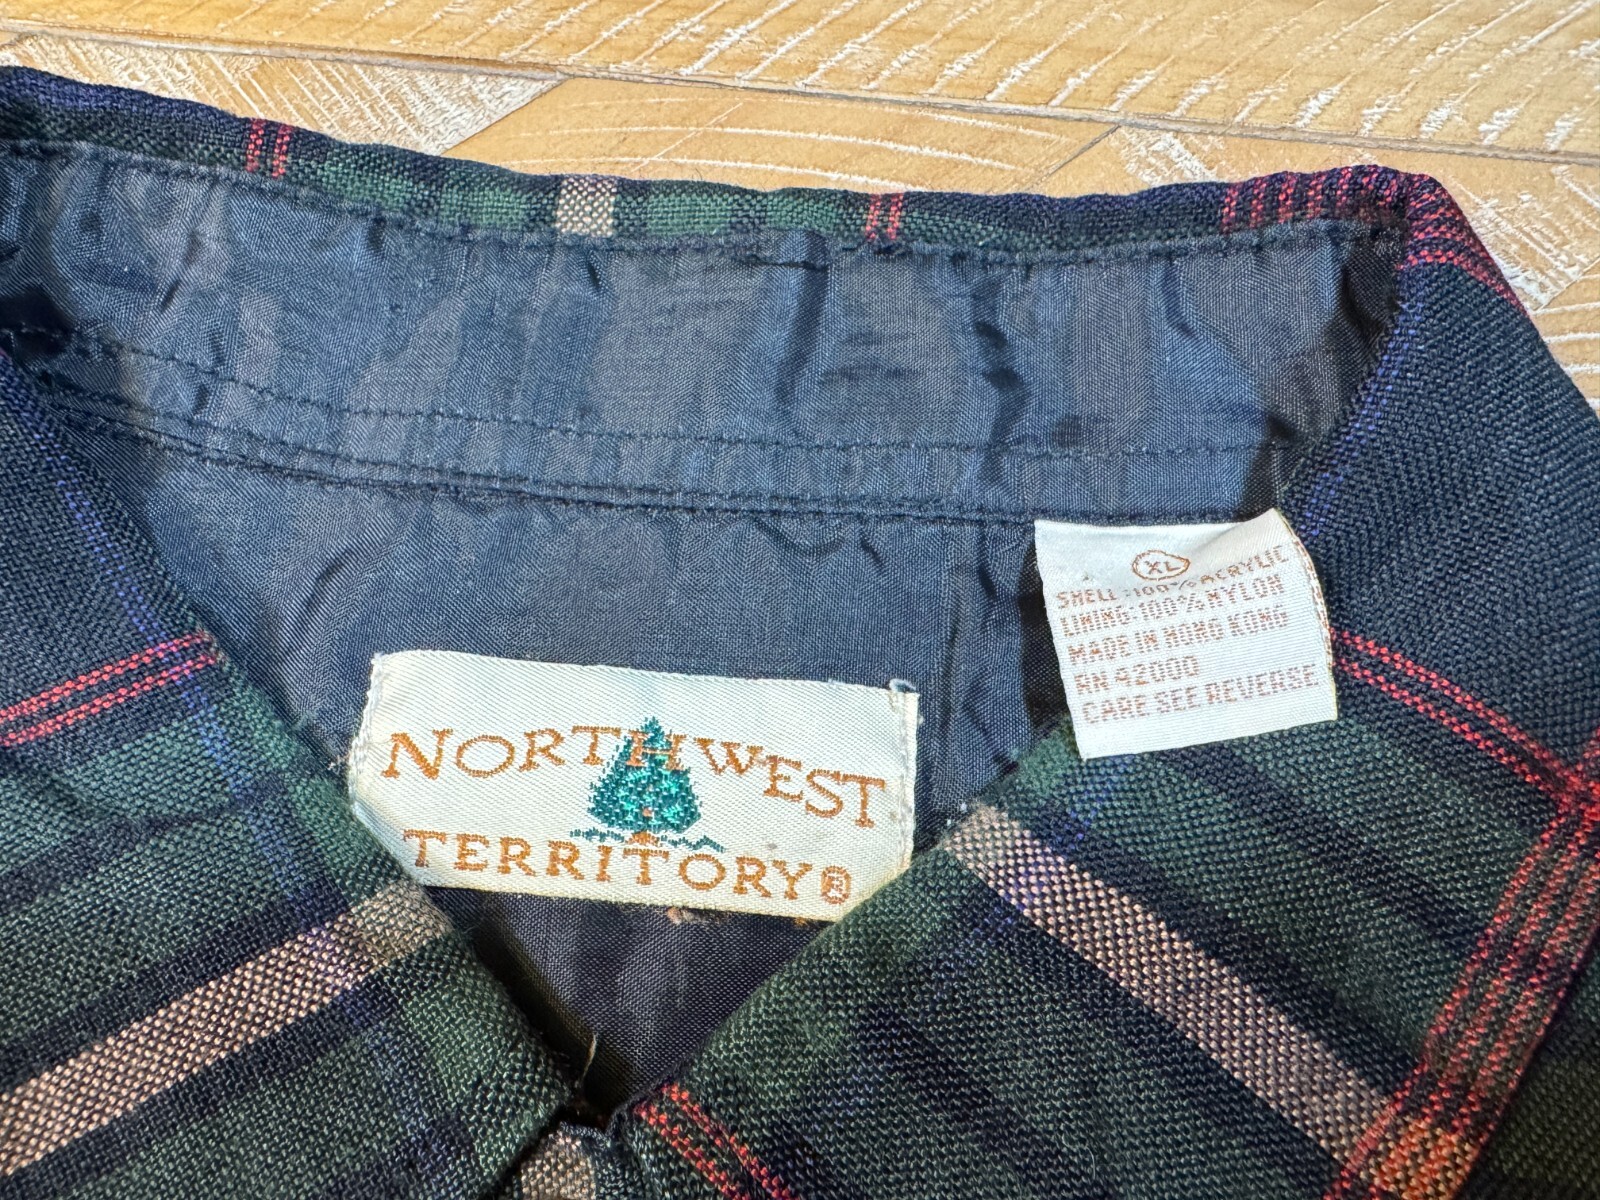 NORTHWEST
TERRITORY®
XL
SHELL:100% ACRYLIC
LINING:100% NYLON
MADE IN HONG KONG
RN 42000
CARE SEE REVERSE